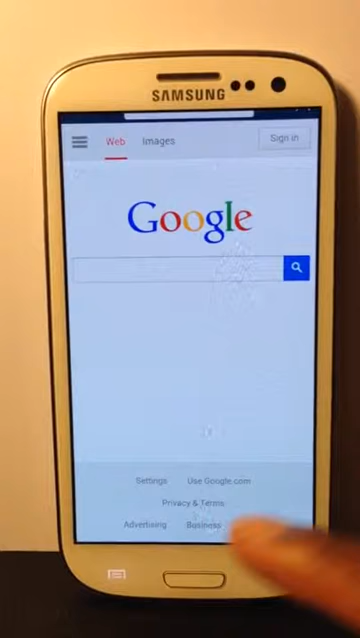 SAMSUNG
Web Images Sign in
Google
Settings Use Google.com
Privacy & Terms
Advertising Business